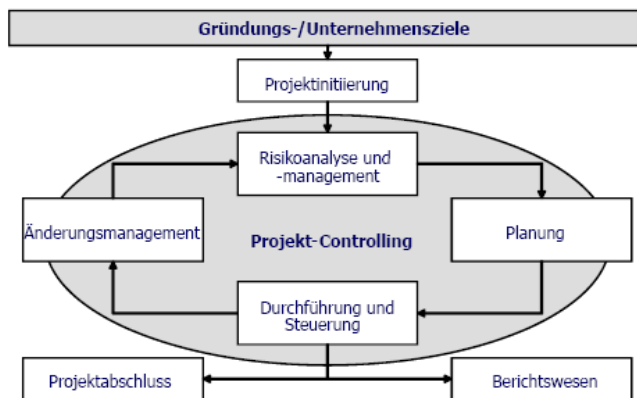 Gründungs-/Unternehmensziele
Projektinitiierung
Risikoanalyse und
-management
Änderungsmanagement
Projekt-Controlling
Planung
Durchführung und
Steuerung
Projektabschluss
Berichtswesen